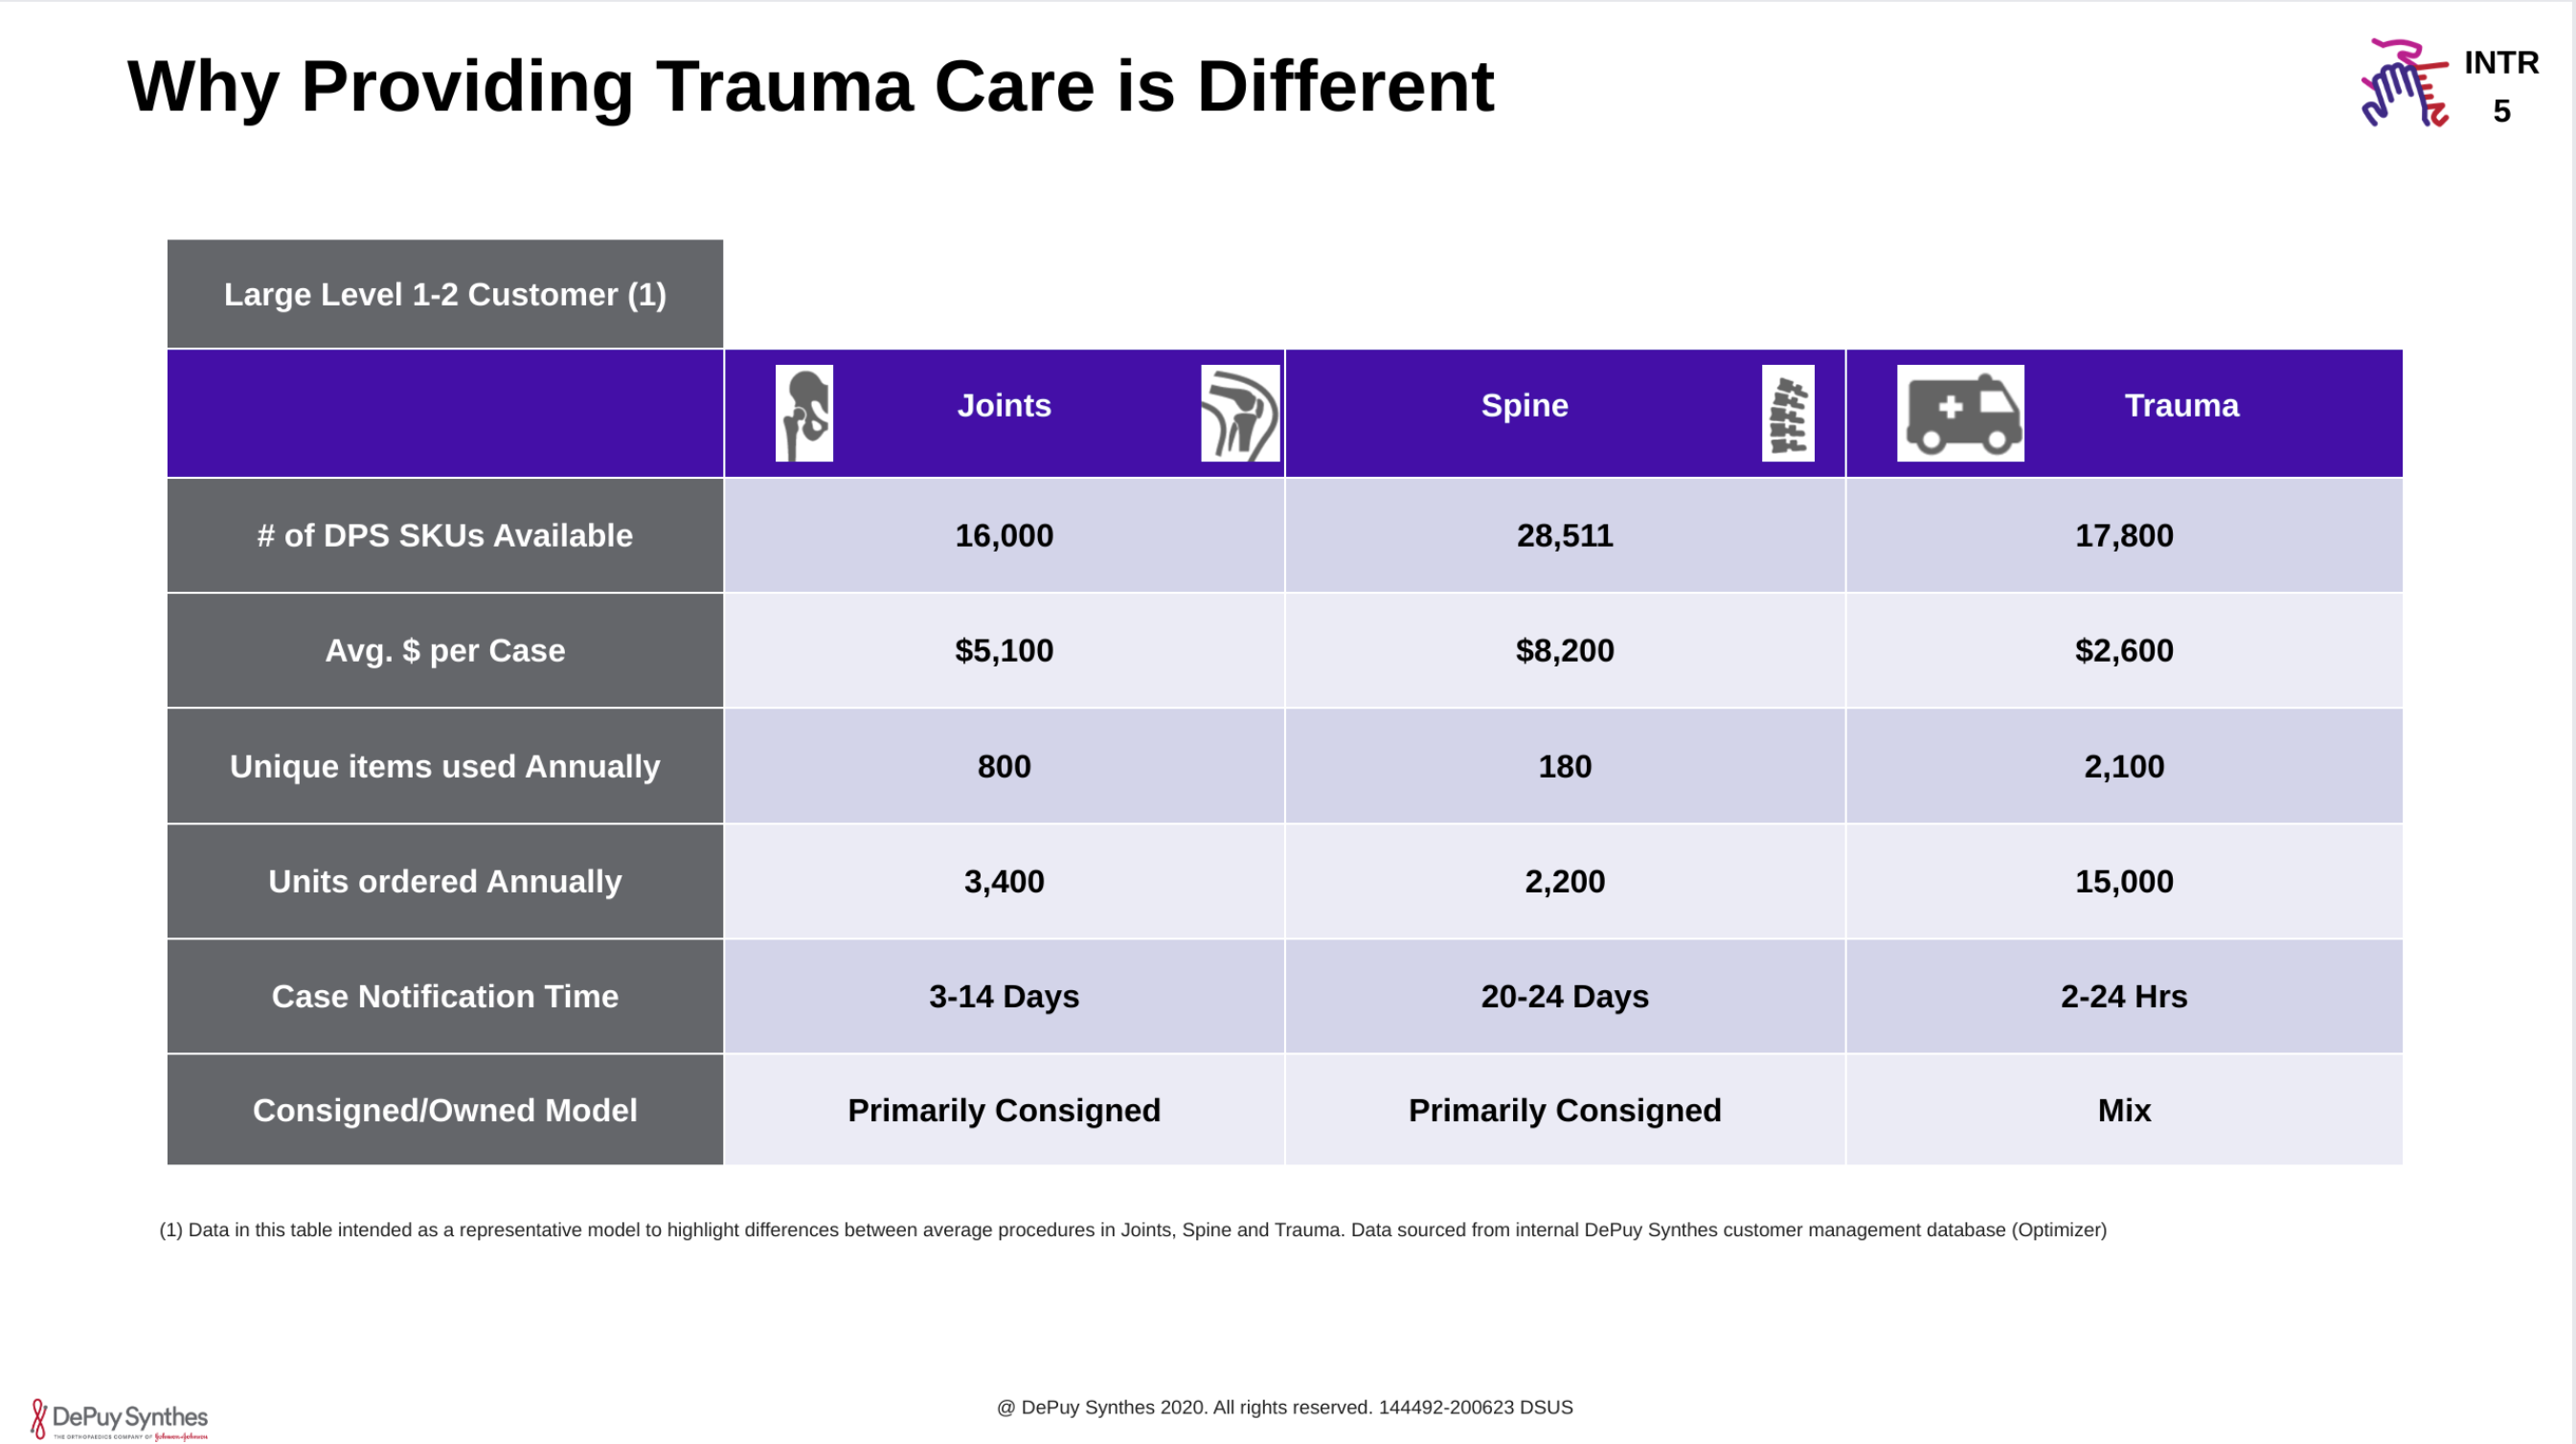 Why Providing Trauma Care is Different
INTR
5
Large Level 1-2 Customer (1)
Joints
Spine
Trauma
# of DPS SKUs Available
16,000
28,511
17,800
Avg. $ per Case
$5,100
$8,200
$2,600
Unique items used Annually
800
180
2,100
Units ordered Annually
3,400
2,200
15,000
Case Notification Time
3-14 Days
20-24 Days
2-24 Hrs
Consigned/Owned Model
Primarily Consigned
Primarily Consigned
Mix
(1) Data in this table intended as a representative model to highlight differences between average procedures in Joints, Spine and Trauma. Data sourced from internal DePuy Synthes customer management database (Optimizer)
DePuy Synthes
THE ORTHOPAEDICS COMPANY OF Johnson & Johnson
@ DePuy Synthes 2020. All rights reserved. 144492-200623 DSUS